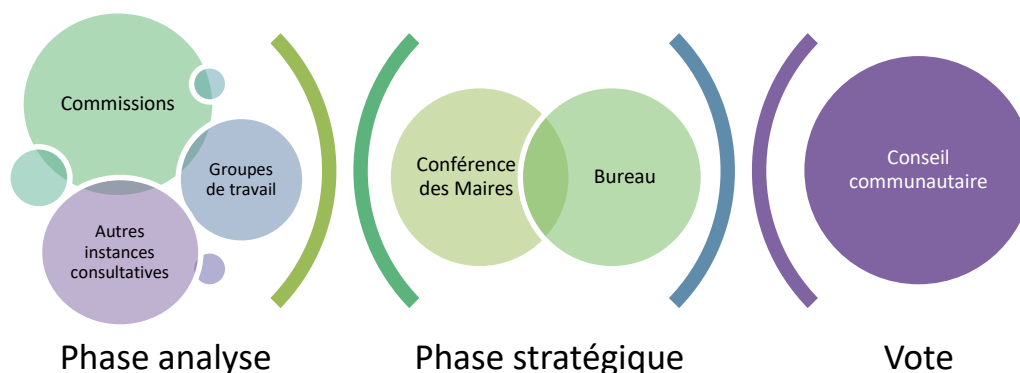 Commissions
Groupes
de travail
Autres
instances
consultatives
Conférence
des Maires
Bureau
Conseil
communautaire
Phase analyse
Phase stratégique
Vote